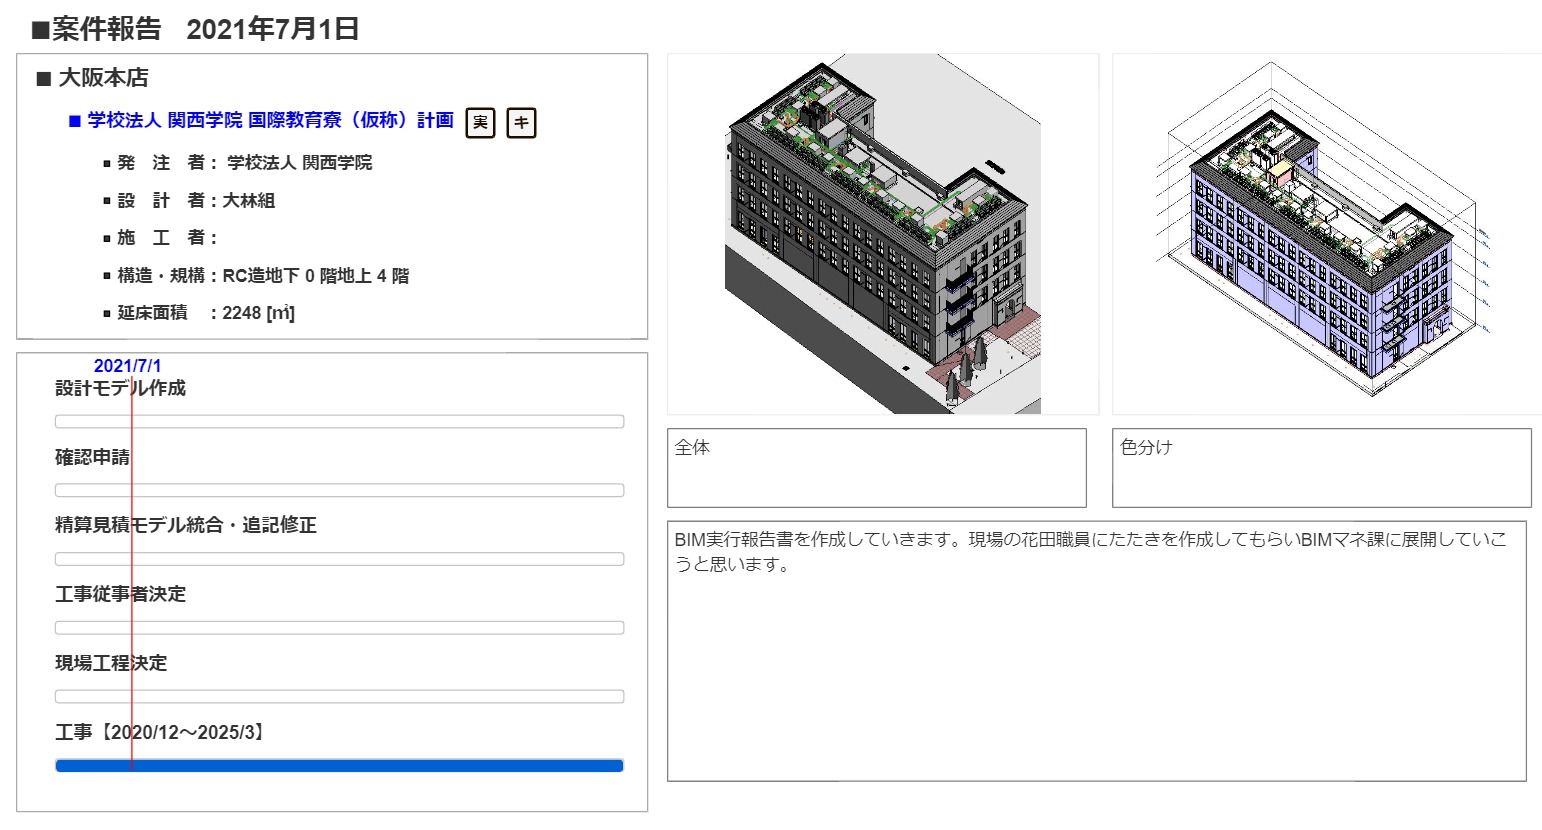 ■案件報告　2021年7月1日
■ 大阪本店
■ 学校法人 関西学院 国際教育寮（仮称）計画 実 キ
▪ 発　注　者： 学校法人 関西学院
▪ 設　計　者：大林組
▪ 施　工　者：
▪ 構造・規構：RC造地下 0 階地上 4 階
▪ 延床面積　：2248 [㎡]
2021/7/1
設計モデル作成
確認申請
精算見積モデル統合・追記修正
工事従事者決定
現場工程決定
工事【2020/12～2025/3】
全体
色分け
BIM実行報告書を作成していきます。現場の花田職員にたたきを作成してもらいBIMマネ課に展開していこ
うと思います。